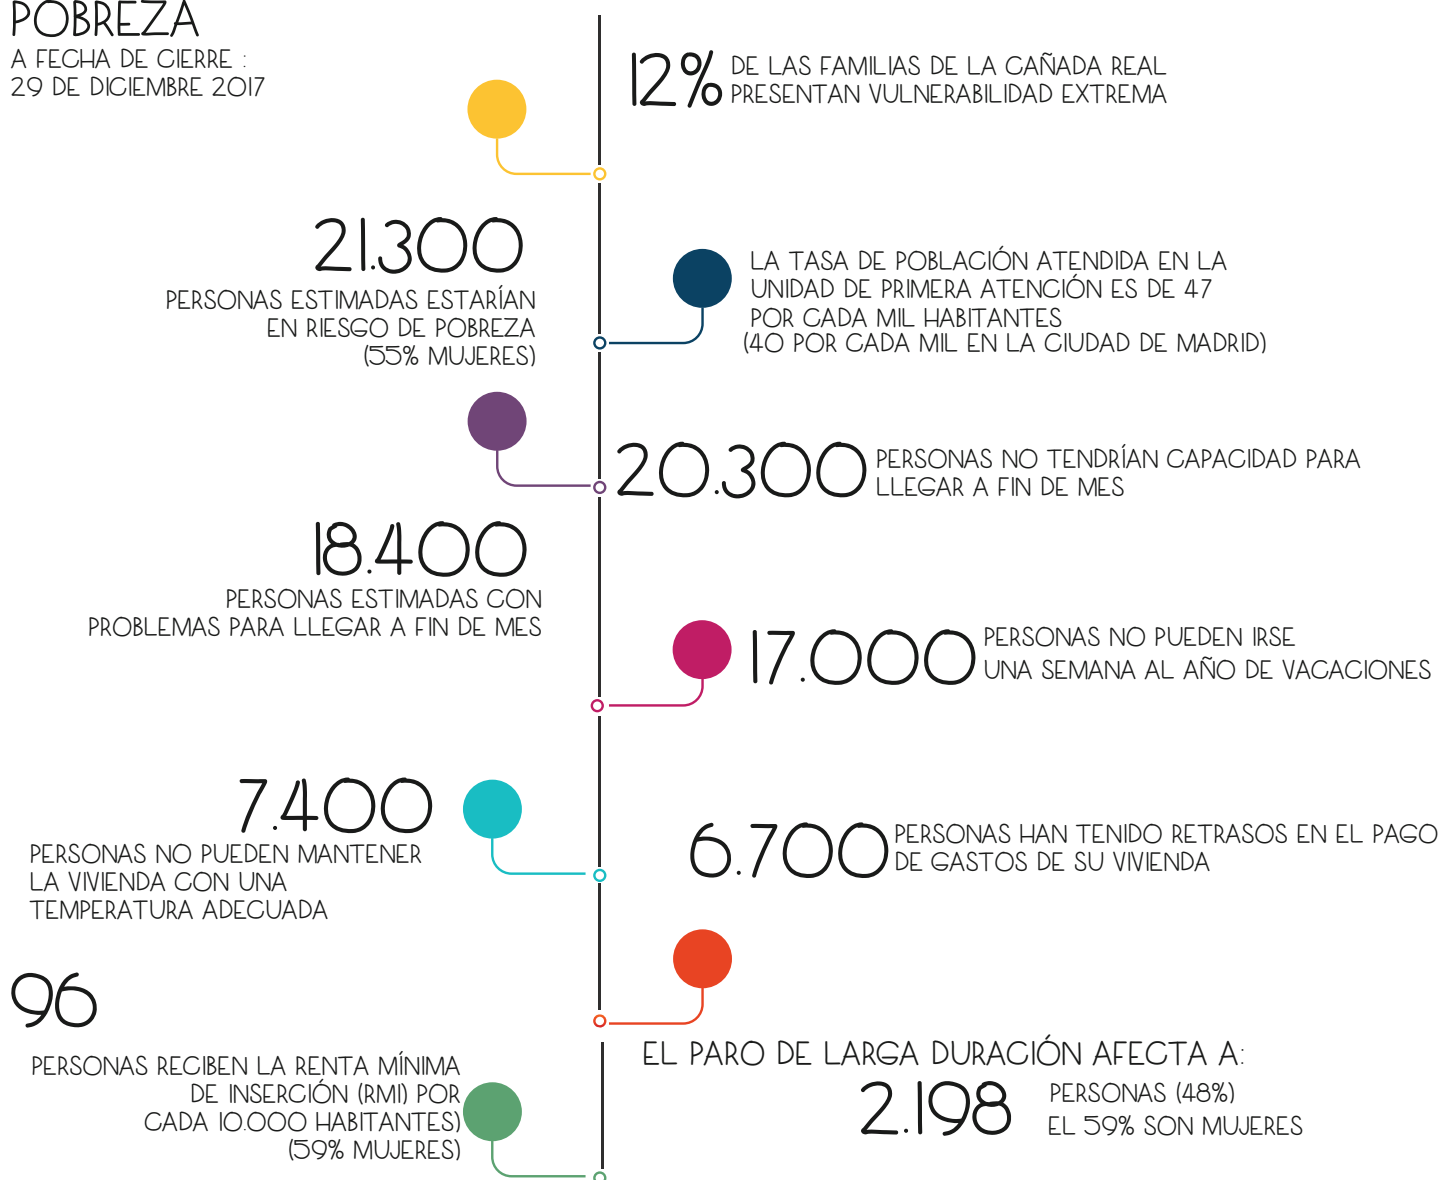 POBREZA
A FECHA DE CIERRE :
29 DE DICIEMBRE 2017
12% DE LAS FAMILIAS DE LA CAÑADA REAL
PRESENTAN VULNERABILIDAD EXTREMA
21.300
PERSONAS ESTIMADAS ESTARÍAN
EN RIESGO DE POBREZA
(55% MUJERES)
LA TASA DE POBLACIÓN ATENDIDA EN LA
UNIDAD DE PRIMERA ATENCIÓN ES DE 47
POR CADA MIL HABITANTES
(40 POR CADA MIL EN LA CIUDAD DE MADRID)
20.300 PERSONAS NO TENDRÍAN CAPACIDAD PARA
LLEGAR A FIN DE MES
18.400
PERSONAS ESTIMADAS CON
PROBLEMAS PARA LLEGAR A FIN DE MES
17.000 PERSONAS NO PUEDEN IRSE
UNA SEMANA AL AÑO DE VACACIONES
7.400
PERSONAS NO PUEDEN MANTENER
LA VIVIENDA CON UNA
TEMPERATURA ADECUADA
6.700 PERSONAS HAN TENIDO RETRASOS EN EL PAGO
DE GASTOS DE SU VIVIENDA
96
PERSONAS RECIBEN LA RENTA MÍNIMA
DE INSERCIÓN (RMI) POR
CADA 10.000 HABITANTES)
(59% MUJERES)
EL PARO DE LARGA DURACIÓN AFECTA A:
2.198 PERSONAS (48%)
EL 59% SON MUJERES